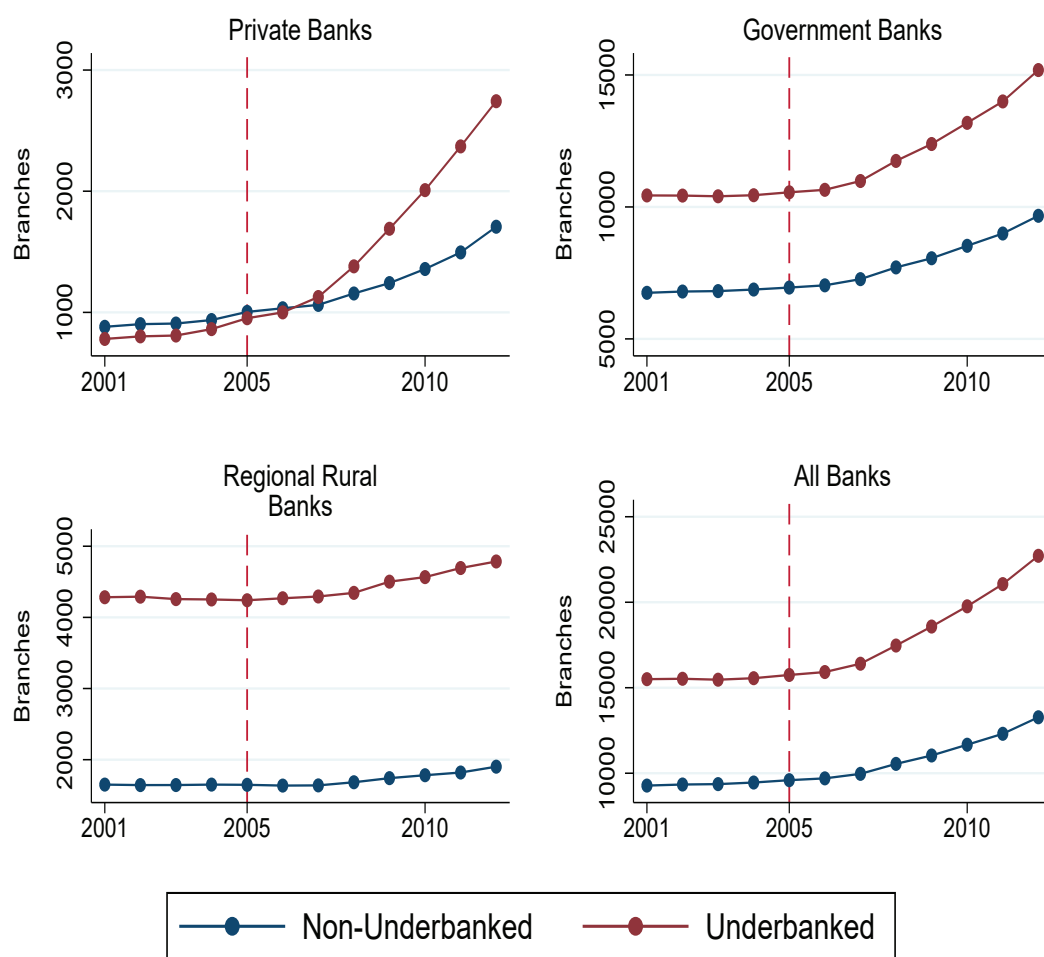 Private Banks
Branches
3000
2000
1000
2001 2005 2010
Government Banks
Branches
15000
10000
5000
2001 2005 2010
Regional Rural
Banks
Branches
5000
4000
3000
2000
2001 2005 2010
All Banks
Branches
25000
20000
15000
10000
2001 2005 2010
Non-Underbanked Underbanked